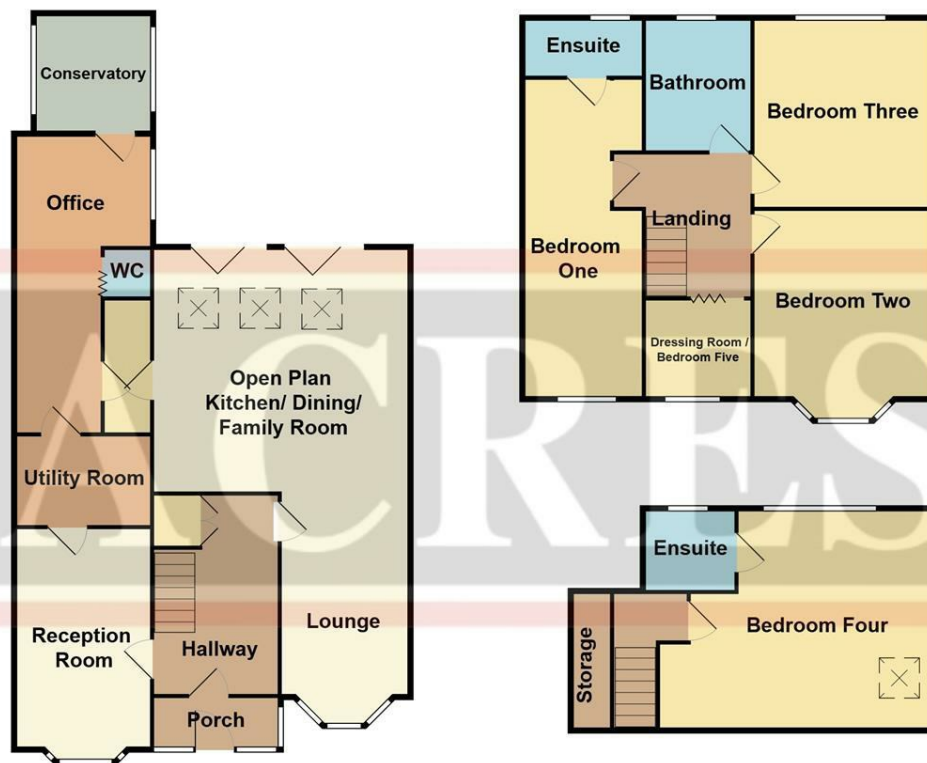 Conservatory
Office
WC
Open Plan
Kitchen/ Dining/
Family Room
Utility Room
Reception
Room
Hallway
Lounge
Porch
Ensuite
Bathroom
Bedroom Three
Landing
Bedroom
One
Bedroom Two
Dressing Room /
Bedroom Five
Ensuite
Bedroom Four
Storage
ACRES